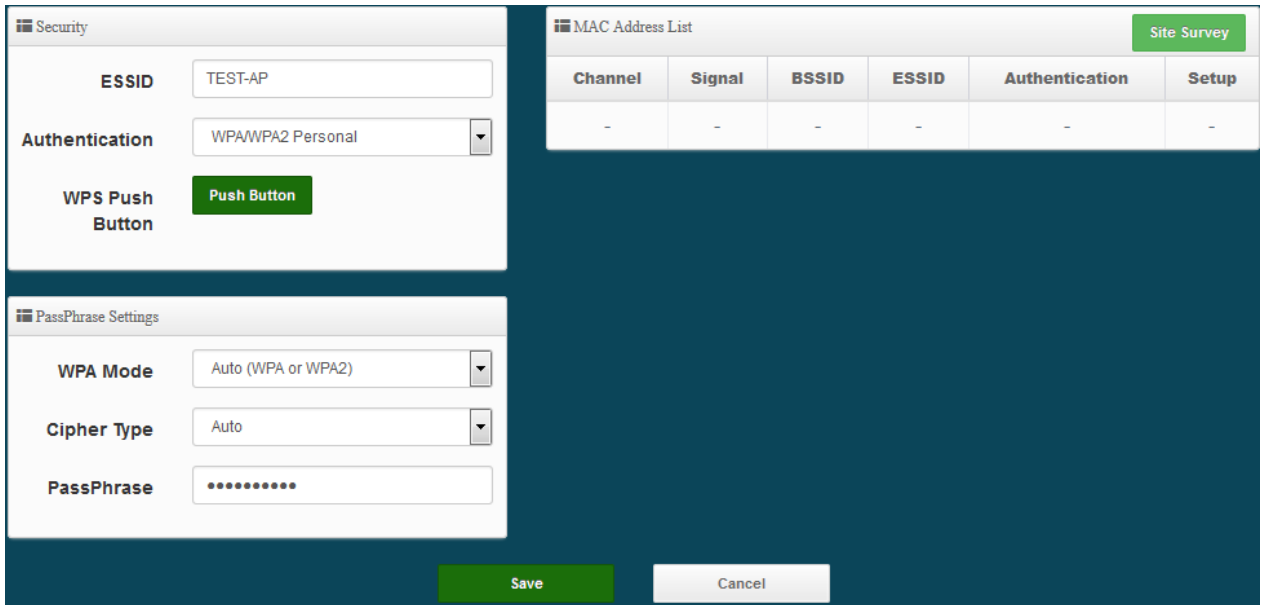 Security
ESSID TEST-AP
Authentication WPA/WPA2 Personal
WPS Push Button Push Button
PassPhrase Settings
WPA Mode Auto (WPA or WPA2)
Cipher Type Auto
PassPhrase ••••••••••
MAC Address List Site Survey
Channel Signal BSSID ESSID Authentication Setup
- - - - - -
Save Cancel